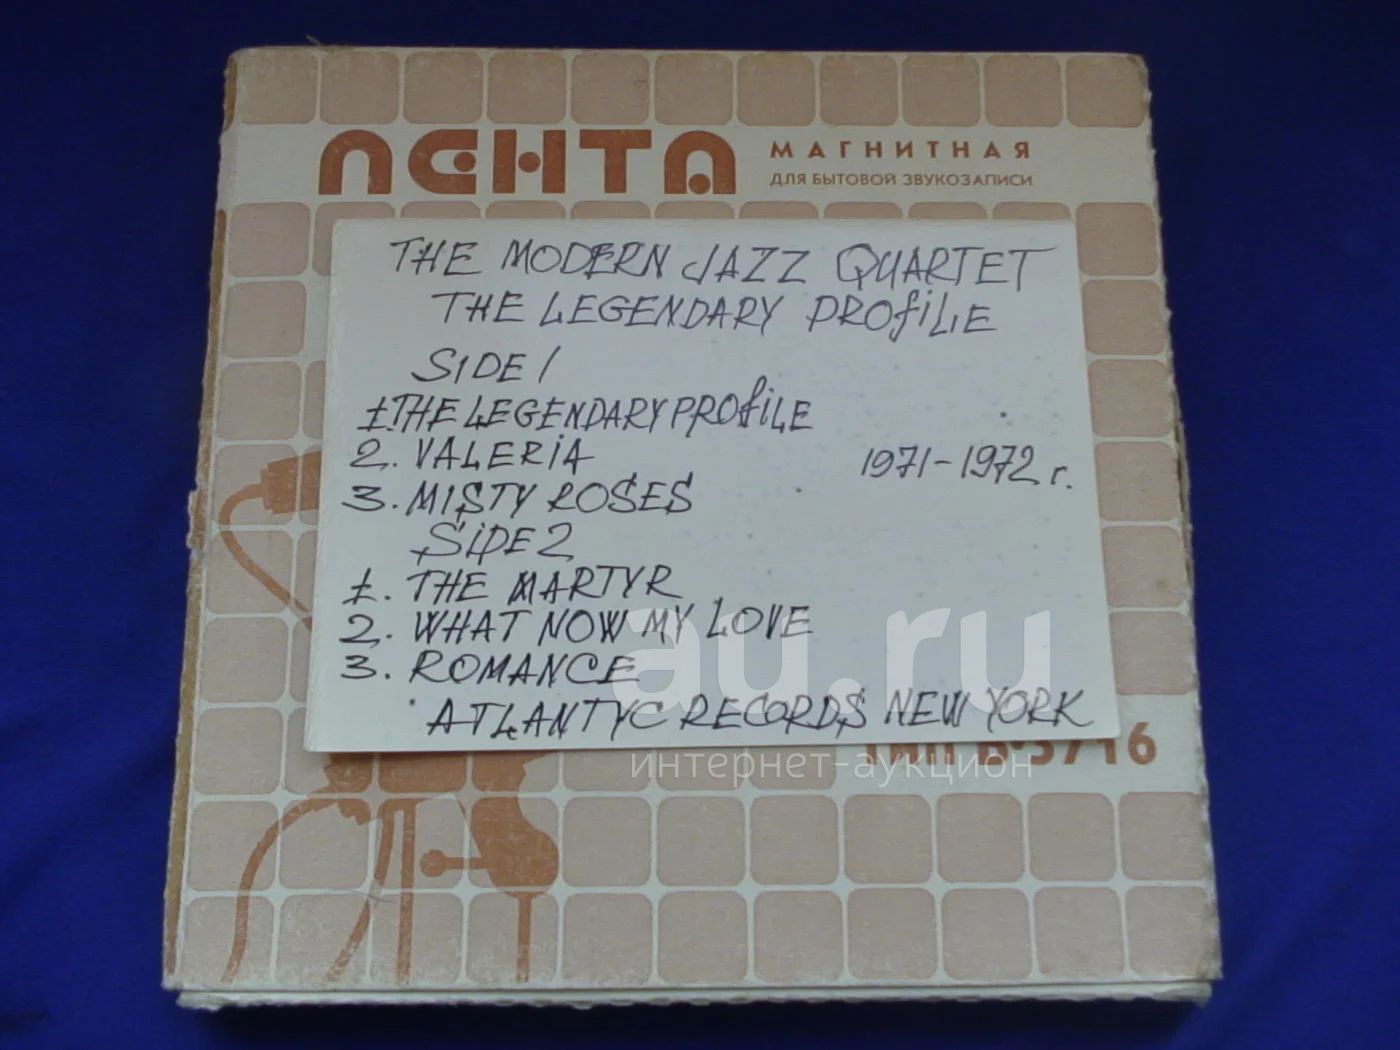 ЛЕНТА
МАГНИТНАЯ
ДЛЯ БЫТОВОЙ ЗВУКОЗАПИСИ
THE MODERN JAZZ QUARTET
THE LEGENDARY PROFILE
SIDE 1
1. THE LEGENDARY PROFILE
2. VALERIA
1971-1972 г.
3. MISTY ROSES
SIDE 2
1. THE MARTYR
2. WHAT NOW MY LOVE
3. ROMANCE
ATLANTYC RECORDS NEW YORK
au.ru
интернет-аукцион
ТИП Б-3716